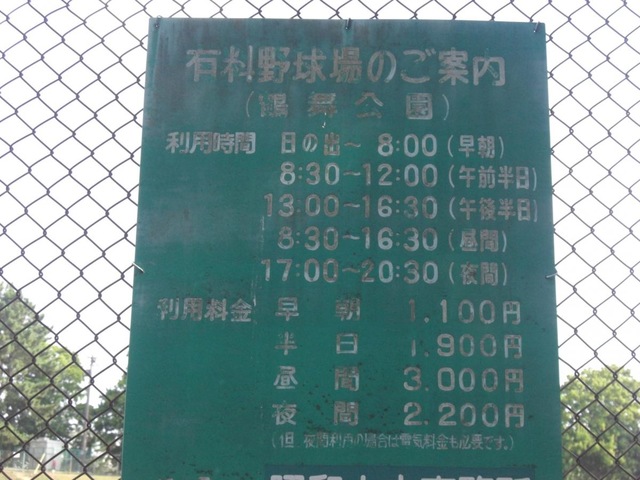 有料野球場のご案内
(鴻舞公園)
利用時間 日の出~8:00(早朝)
8:30~12:00(午前半日)
13:00~16:30(午後半日)
8:30~16:30(昼間)
17:00~20:30(夜間)
利用料金 早朝 1.100円
半日 1.900円
昼間 3.000円
夜間 2.200円
(但 夜間利用の場合は電気料金も必要です。)